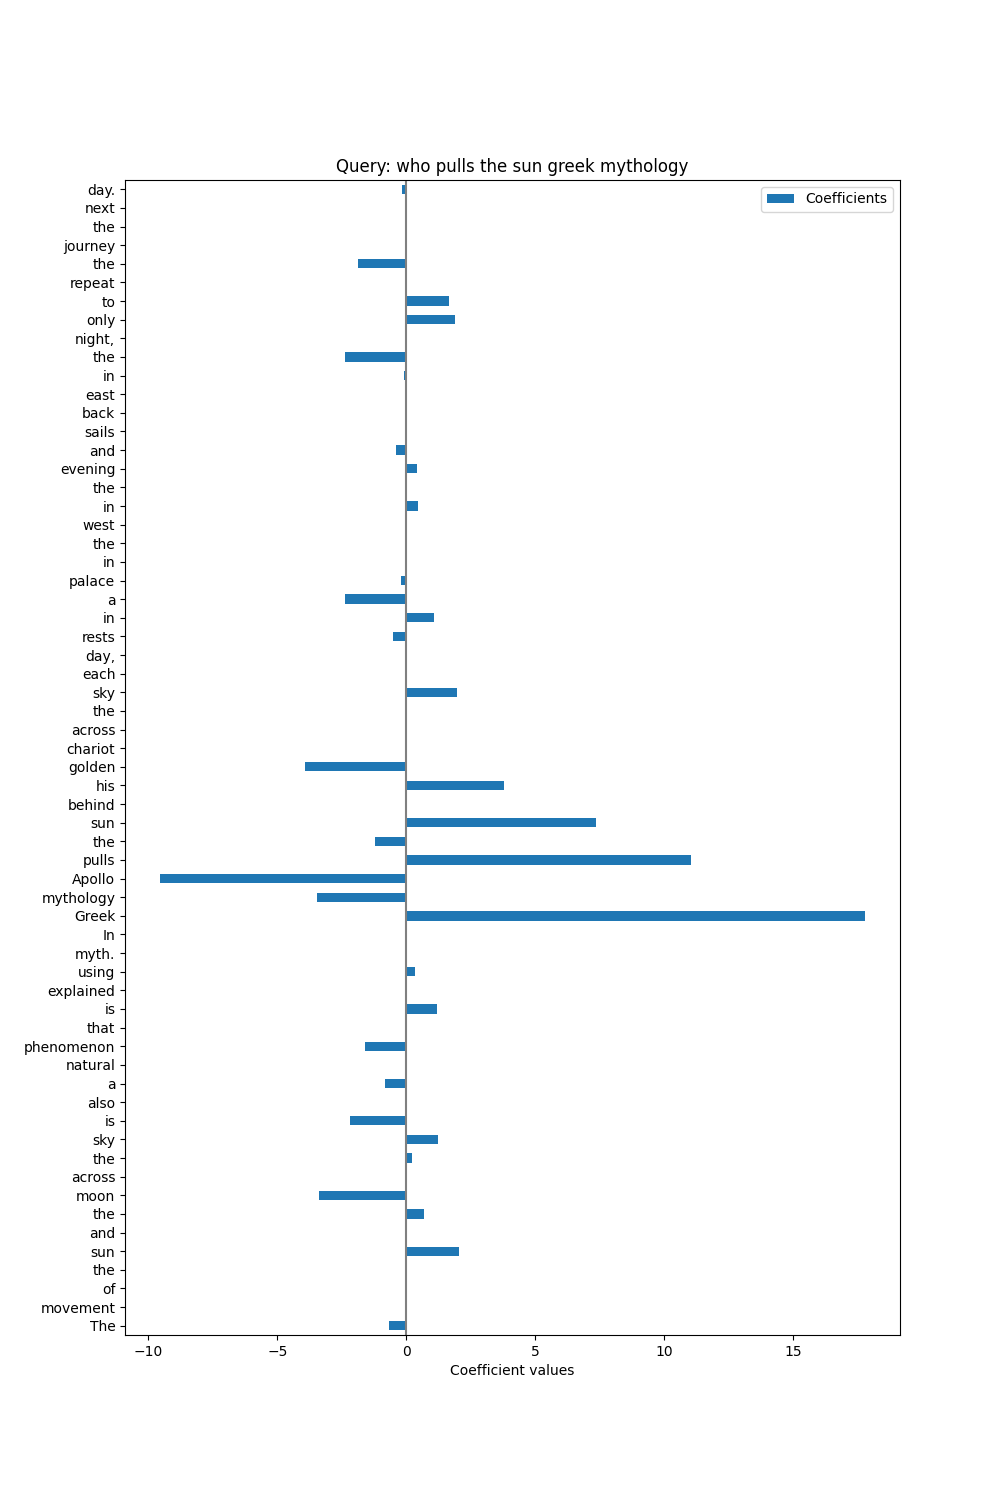 Query: who pulls the sun greek mythology
Coefficients
day.
next
the
journey
the
repeat
to
only
night,
the
in
east
back
sails
and
evening
the
in
west
the
in
palace
a
in
rests
day,
each
sky
the
across
chariot
golden
his
behind
sun
the
pulls
Apollo
mythology
Greek
In
myth.
using
explained
is
that
phenomenon
natural
a
also
is
sky
the
across
moon
the
and
sun
the
of
movement
The
−10 −5 0 5 10 15
Coefficient values